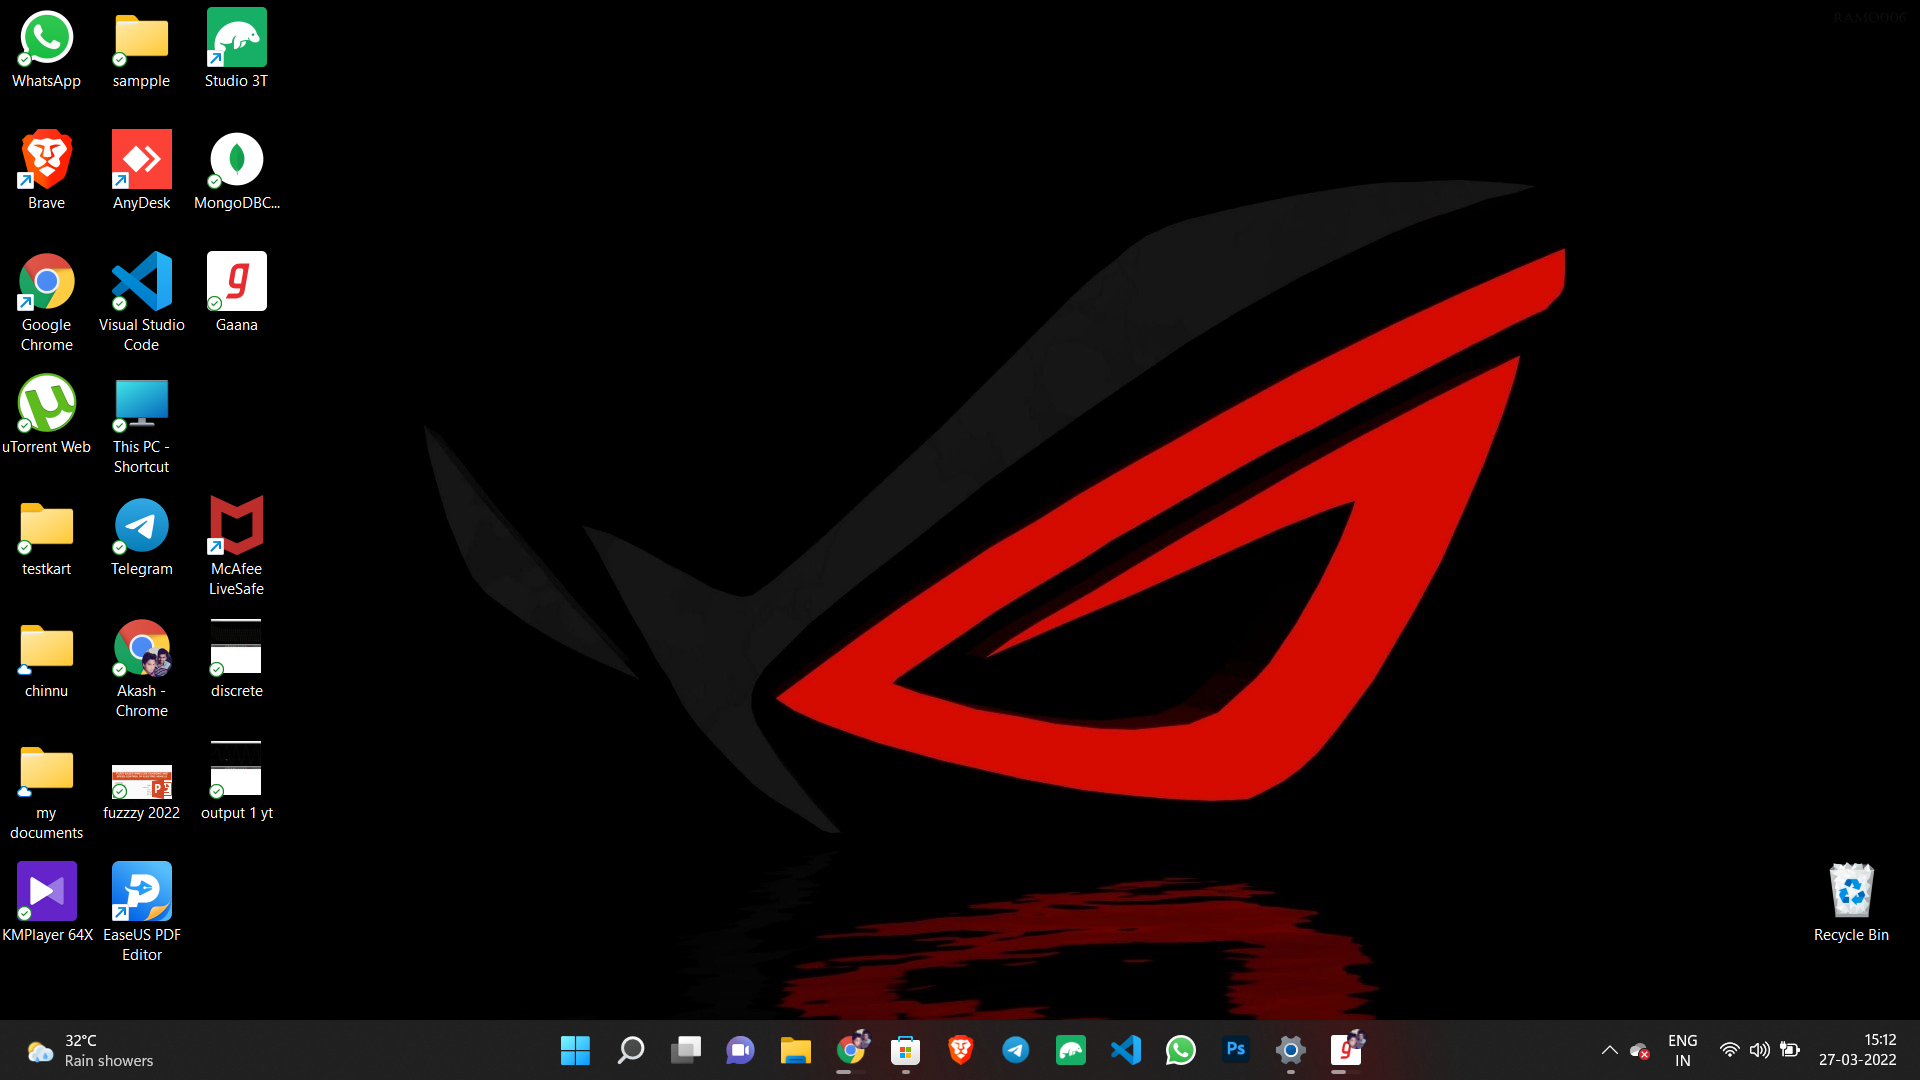 WhatsApp
sampple
Studio 3T
Brave
AnyDesk
MongoDBC...
Google
Chrome
Visual Studio
Code
Gaana
uTorrent Web
This PC -
Shortcut
testkart
Telegram
McAfee
LiveSafe
chinnu
Akash -
Chrome
discrete
my
documents
fuzzzy 2022
output 1 yt
KMPlayer 64X
EaseUS PDF
Editor
Recycle Bin
32°C
Rain showers
Ps
ENG
IN
15:12
27-03-2022